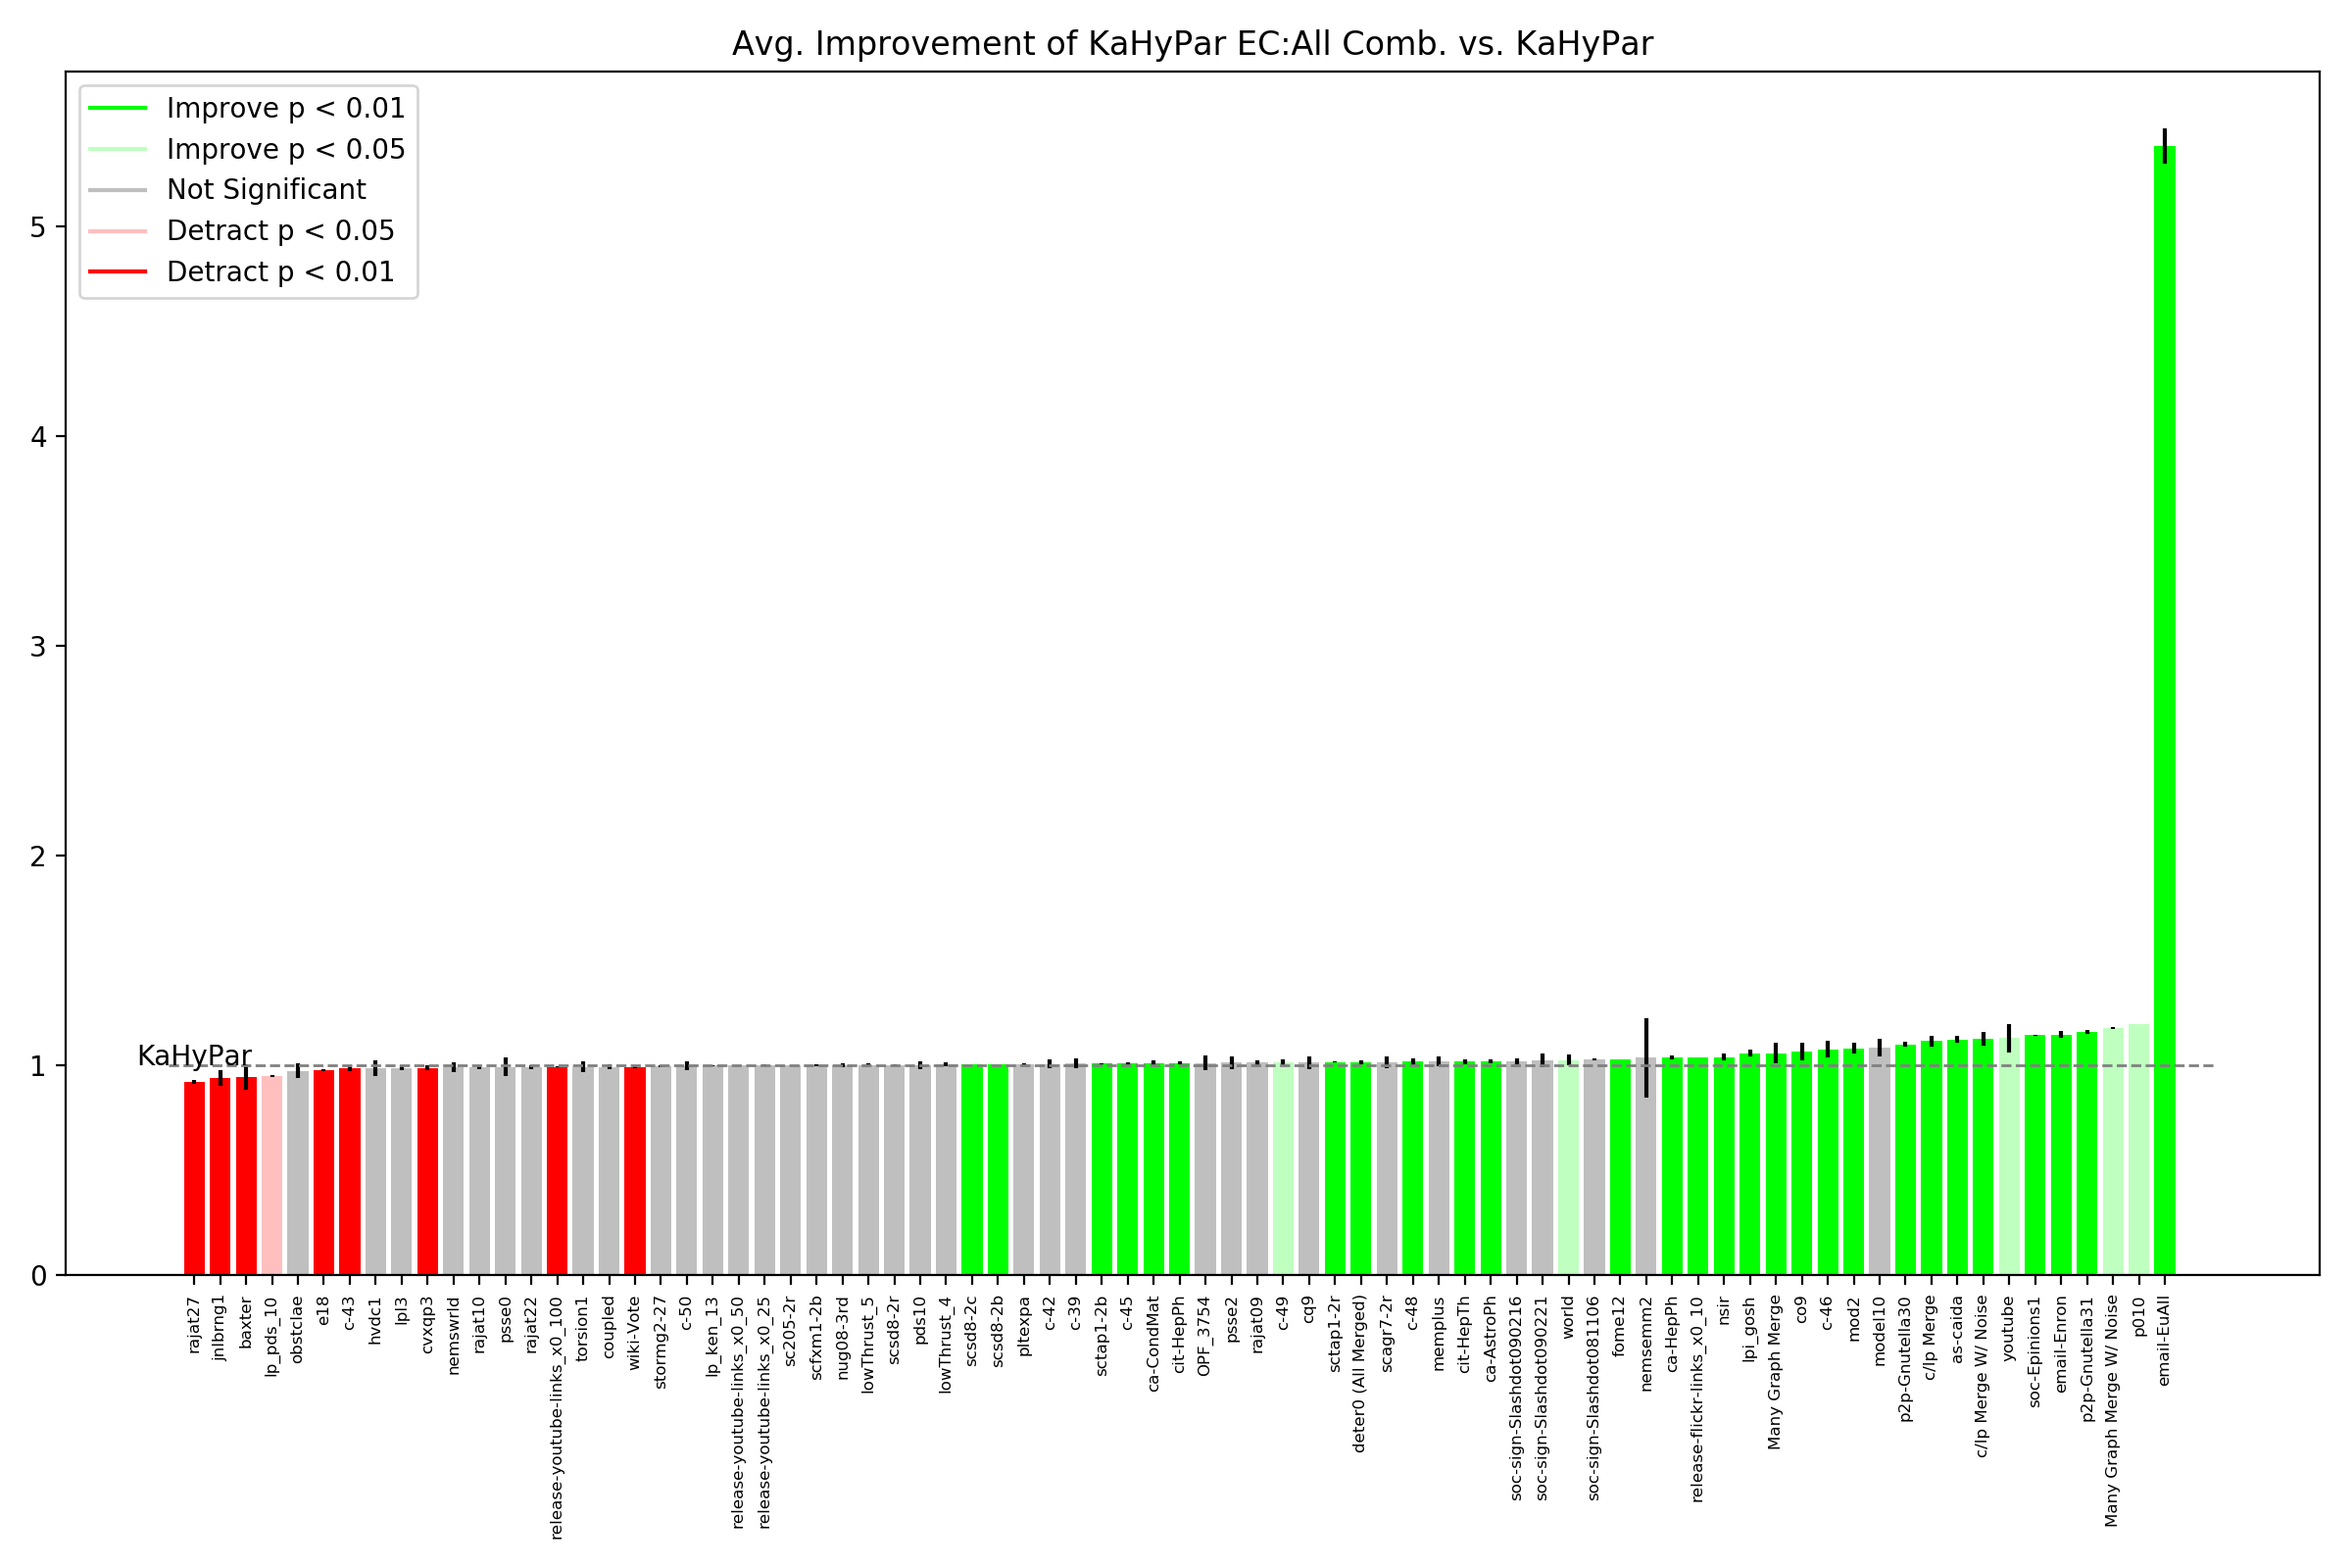 Avg. Improvement of KaHyPar EC:All Comb. vs. KaHyPar
Improve p < 0.01
Improve p < 0.05
Not Significant
Detract p < 0.05
Detract p < 0.01
5
4
3
2
1
0
KaHyPar
rajat27
jnlbrng1
baxter
lp_pds_10
obstclae
e18
c-43
hvdc1
lpl3
cvxqp3
nemswrld
rajat10
psse0
rajat22
release-youtube-links_x0_100
torsion1
coupled
wiki-Vote
stormg2-27
c-50
lp_ken_13
release-youtube-links_x0_50
release-youtube-links_x0_25
sc205-2r
scfxm1-2b
nug08-3rd
lowThrust_5
scsd8-2r
pds10
lowThrust_4
scsd8-2c
scsd8-2b
pltexpa
c-42
c-39
sctap1-2b
c-45
ca-CondMat
cit-HepPh
OPF_3754
psse2
rajat09
c-49
cq9
sctap1-2r
deter0 (All Merged)
scagr7-2r
c-48
memplus
cit-HepTh
ca-AstroPh
soc-sign-Slashdot090216
soc-sign-Slashdot090221
world
soc-sign-Slashdot081106
fome12
nemsemm2
ca-HepPh
release-flickr-links_x0_10
nsir
lpi_gosh
Many Graph Merge
co9
c-46
mod2
model10
p2p-Gnutella30
c/lp Merge
as-caida
c/lp Merge W/ Noise
youtube
soc-Epinions1
email-Enron
p2p-Gnutella31
Many Graph Merge W/ Noise
p010
email-EuAll